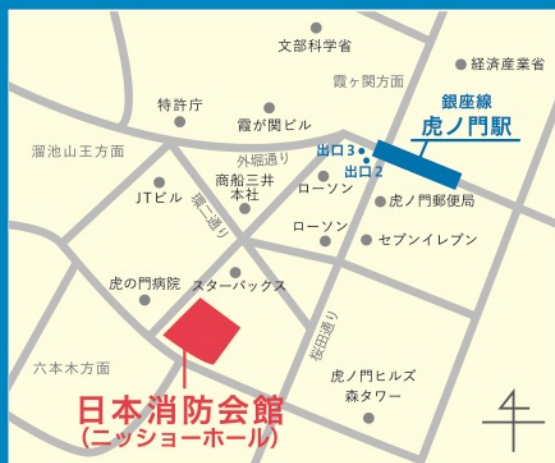 文部科学省
経済産業省
霞ヶ関方面
銀座線
虎ノ門駅
特許庁
霞が関ビル
溜池山王方面
外堀通り
出口3
出口2
JTビル
商船三井
本社
ローソン
虎ノ門郵便局
環二通り
ローソン
セブンイレブン
虎の門病院
スターバックス
桜田通り
六本木方面
虎ノ門ヒルズ
森タワー
日本消防会館
(ニッショーホール)